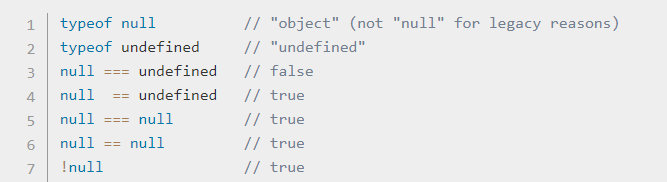 1 typeof null // "object" (not "null" for legacy reasons)
2 typeof undefined // "undefined"
3 null === undefined // false
4 null  == undefined // true
5 null === null // true
6 null == null // true
7 !null // true